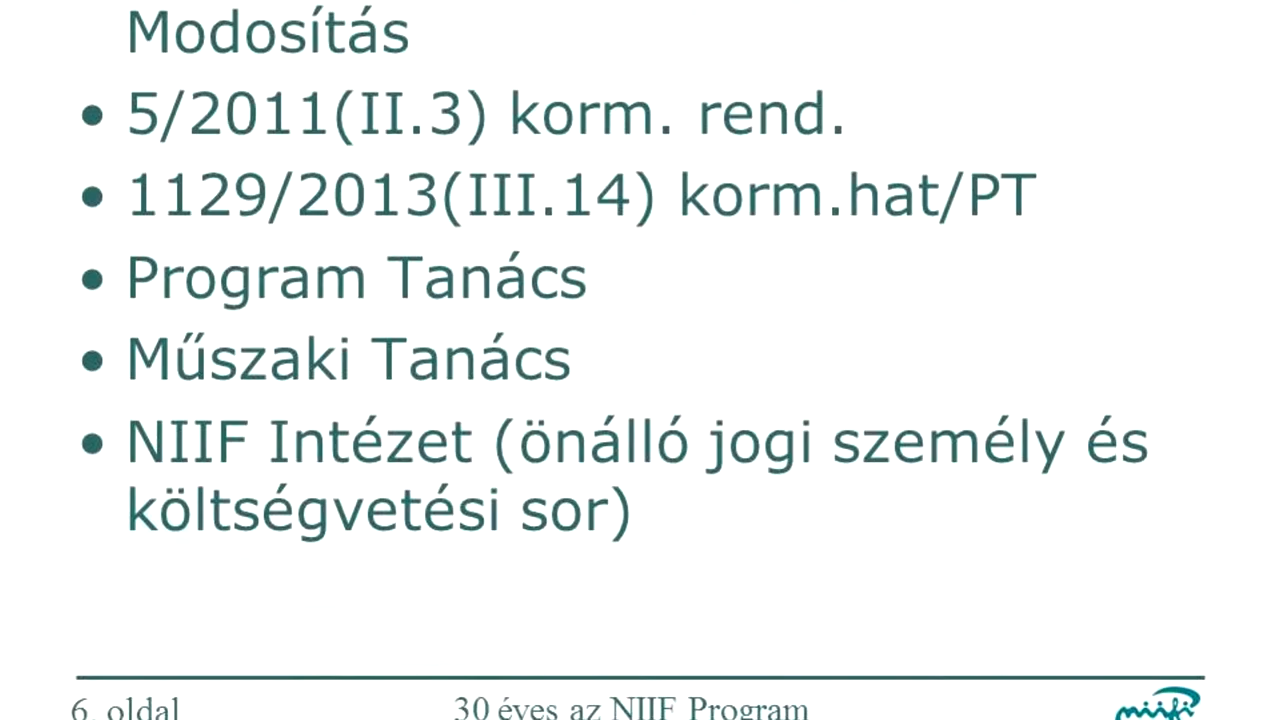 Modosítás
• 5/2011(II.3) korm. rend.
• 1129/2013(III.14) korm.hat/PT
• Program Tanács
• Műszaki Tanács
• NIIF Intézet (önálló jogi személy és
költségvetési sor)
6. oldal
30 éves az NIIF Program
niifi